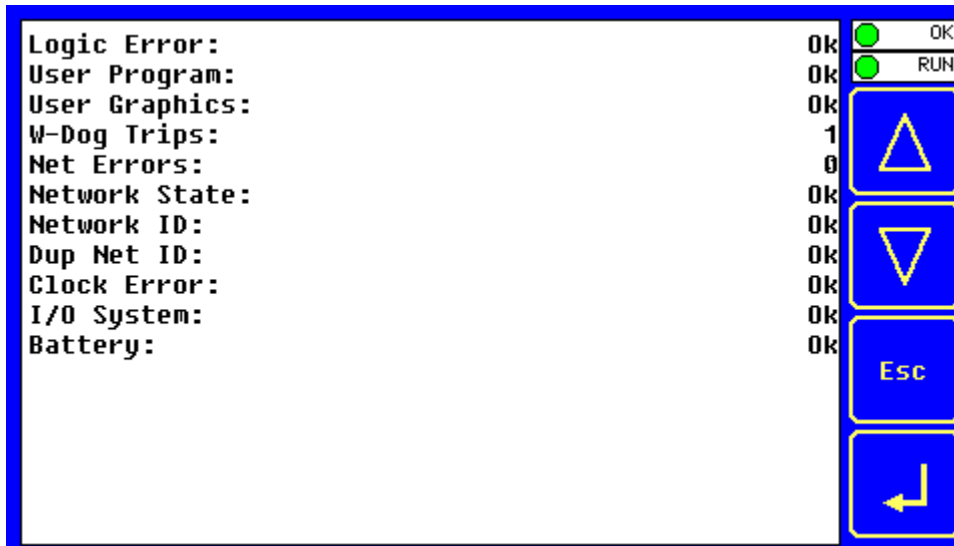 Logic Error: Ok
User Program: Ok
User Graphics: Ok
W-Dog Trips: 1
Net Errors: 0
Network State: Ok
Network ID: Ok
Dup Net ID: Ok
Clock Error: Ok
I/O System: Ok
Battery: Ok
OK
RUN
Esc